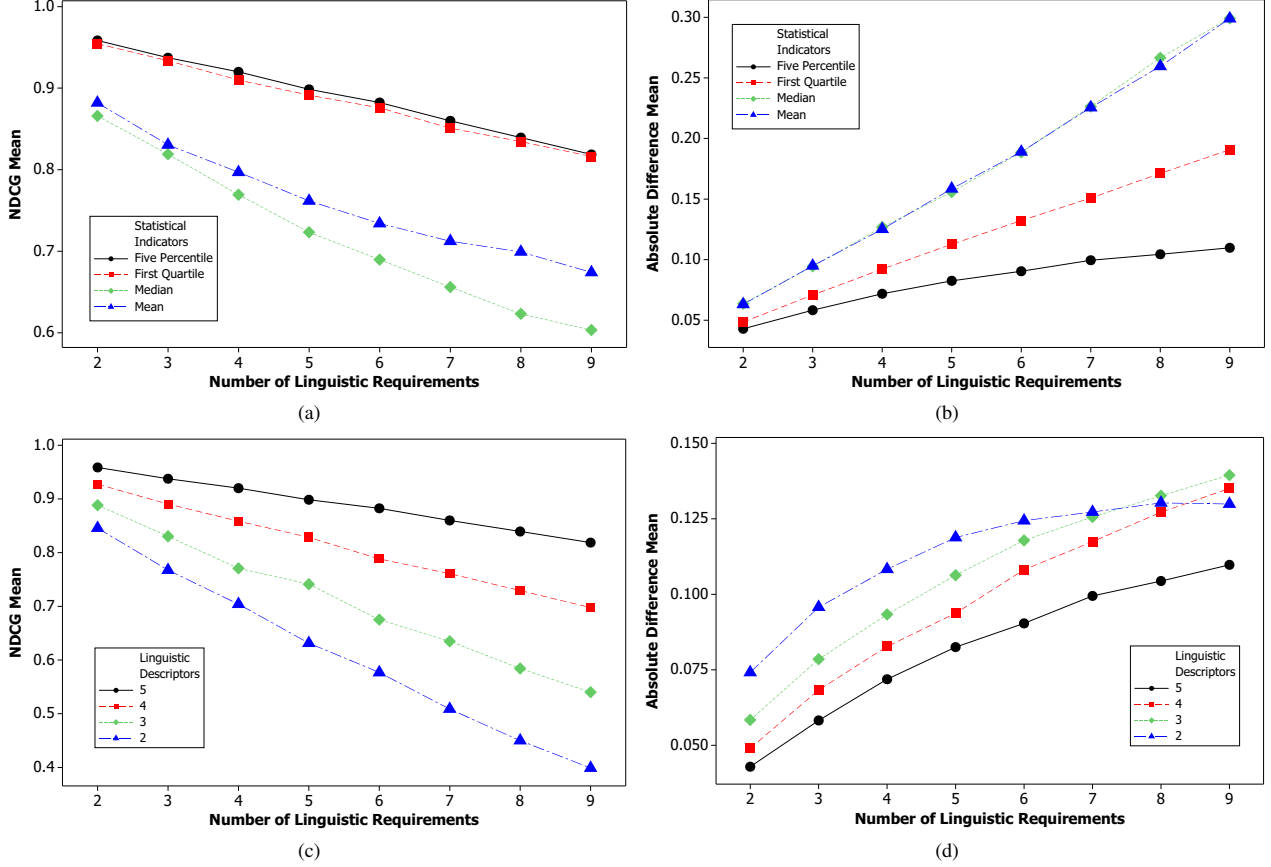 1.0
0.9
0.8
0.7
0.6
NDCG Mean
Statistical
Indicators
Five Percentile
First Quartile
Median
Mean
2 3 4 5 6 7 8 9
Number of Linguistic Requirements
(a)
0.30
0.25
0.20
0.15
0.10
0.05
Absolute Difference Mean
Statistical
Indicators
Five Percentile
First Quartile
Median
Mean
2 3 4 5 6 7 8 9
Number of Linguistic Requirements
(b)
1.0
0.9
0.8
0.7
0.6
0.5
0.4
NDCG Mean
Linguistic
Descriptors
5
4
3
2
2 3 4 5 6 7 8 9
Number of Linguistic Requirements
(c)
0.150
0.125
0.100
0.075
0.050
Absolute Difference Mean
Linguistic
Descriptors
5
4
3
2
2 3 4 5 6 7 8 9
Number of Linguistic Requirements
(d)